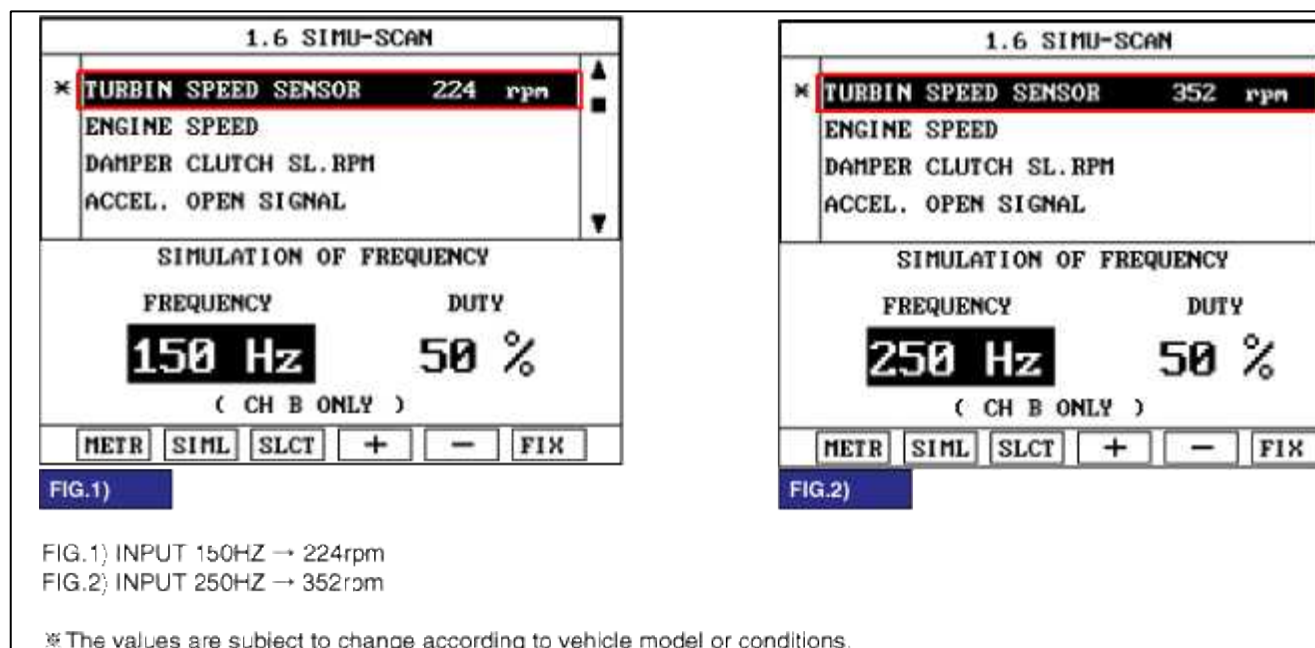 1.6 SIMU-SCAN
※ TURBIN SPEED SENSOR 224 rpm
ENGINE SPEED
DAMPER CLUTCH SL.RPM
ACCEL. OPEN SIGNAL
SIMULATION OF FREQUENCY
FREQUENCY DUTY
150 Hz 50 %
( CH B ONLY )
METR SIML SLCT + - FIX
FIG.1)
1.6 SIMU-SCAN
※ TURBIN SPEED SENSOR 352 rpm
ENGINE SPEED
DAMPER CLUTCH SL.RPM
ACCEL. OPEN SIGNAL
SIMULATION OF FREQUENCY
FREQUENCY DUTY
250 Hz 50 %
( CH B ONLY )
METR SIML SLCT + - FIX
FIG.2)
FIG.1) INPUT 150HZ → 224rpm
FIG.2) INPUT 250HZ → 352rpm
※ The values are subject to change according to vehicle model or conditions.